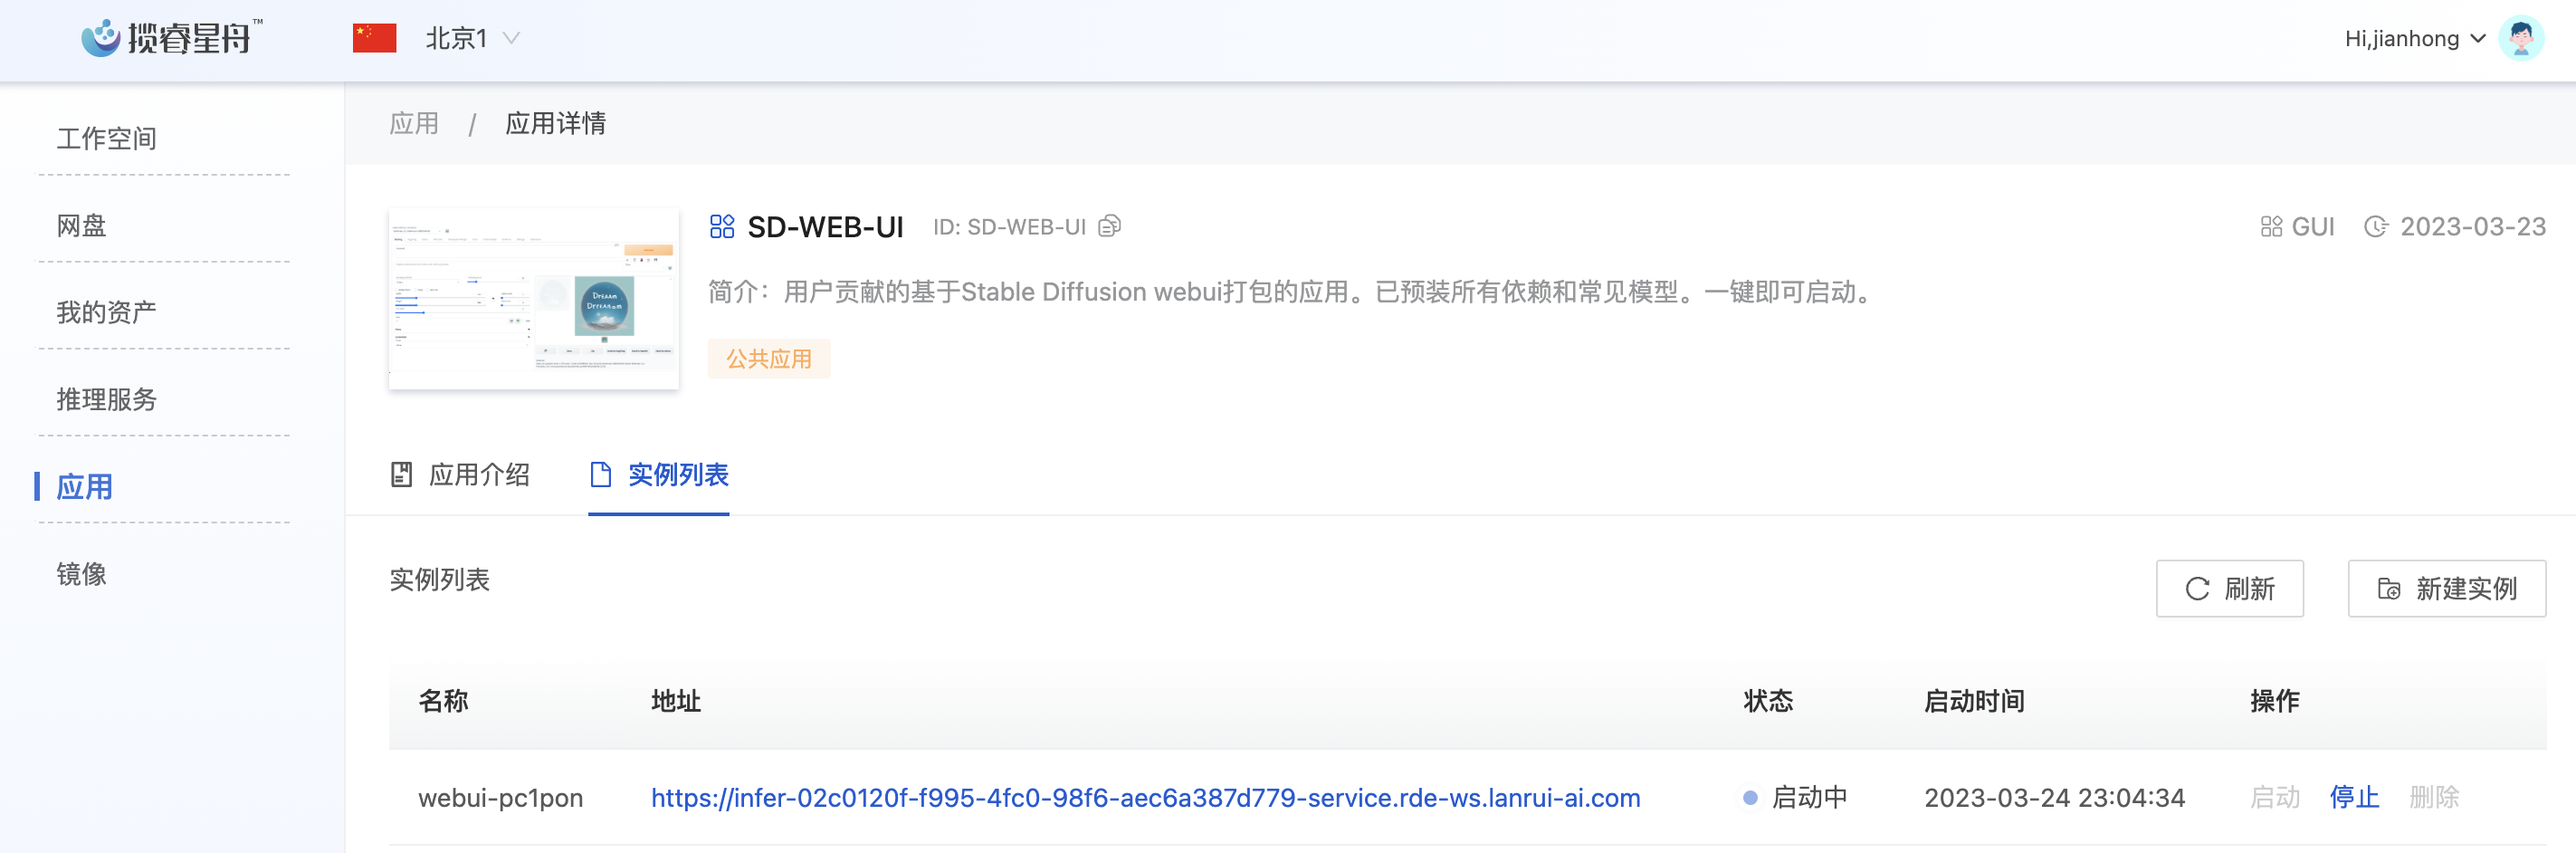 揽睿星舟™
北京1
Hi,jianhong
工作空间
网盘
我的资产
推理服务
应用
镜像
应用 / 应用详情
SD-WEB-UI ID: SD-WEB-UI
GUI 2023-03-23
简介：用户贡献的基于Stable Diffusion webui打包的应用。已预装所有依赖和常见模型。一键即可启动。
公共应用
应用介绍 实例列表
实例列表
刷新 新建实例
名称 地址 状态 启动时间 操作
webui-pc1pon https://infer-02c0120f-f995-4fc0-98f6-aec6a387d779-service.rde-ws.lanrui-ai.com 启动中 2023-03-24 23:04:34 启动 停止 删除